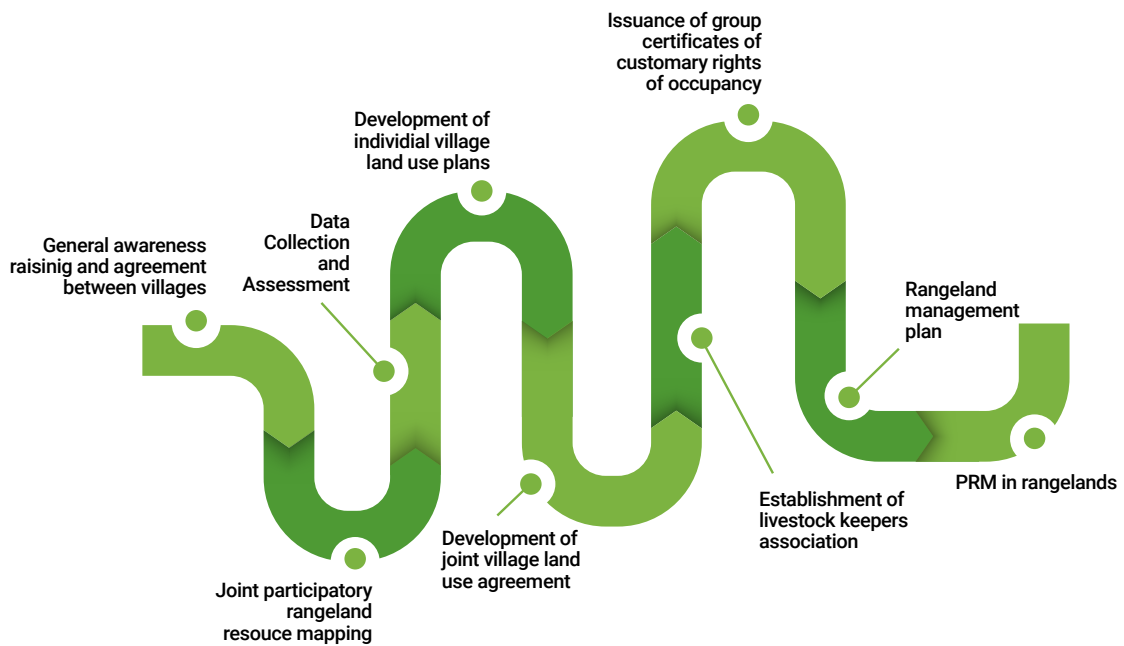 General awareness
raisinig and agreement
between villages
Joint participatory
rangeland
resouce mapping
Data
Collection
and
Assessment
Development of
individial village
land use plans
Development of
joint village land
use agreement
Establishment of
livestock keepers
association
Issuance of group
certificates of
customary rights
of occupancy
Rangeland
management
plan
PRM in rangelands